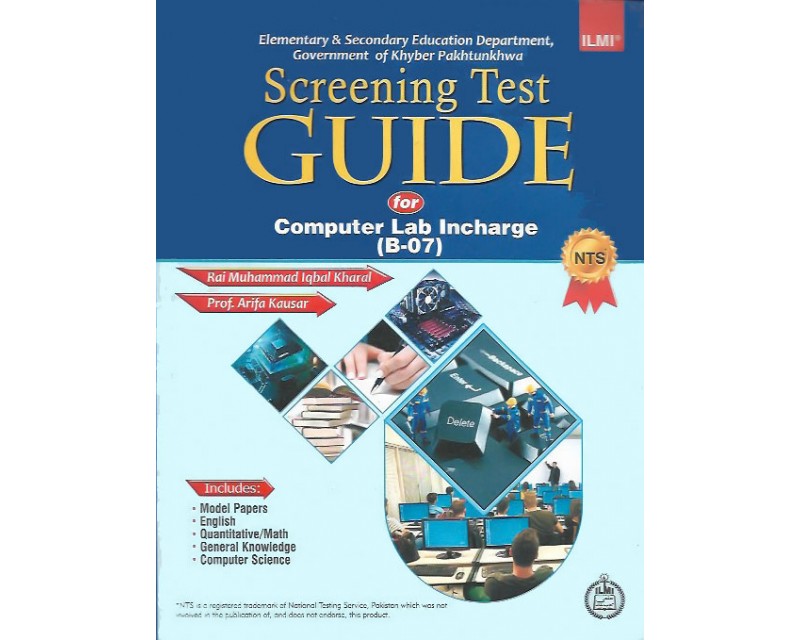 ILMI®
Elementary & Secondary Education Department,
Government of Khyber Pakhtunkhwa
Screening Test
GUIDE
for
Computer Lab Incharge
(B-07)
NTS
Rai Muhammad Iqbal Kharal
Prof. Arifa Kausar
Backspace
Enter
Delete
Includes:
• Model Papers
• English
• Quantitative/Math
• General Knowledge
• Computer Science
ILMI
*NTS is a registered trademark of National Testing Service, Pakistan which was not
involved in the publication of, and does not endorse, this product.